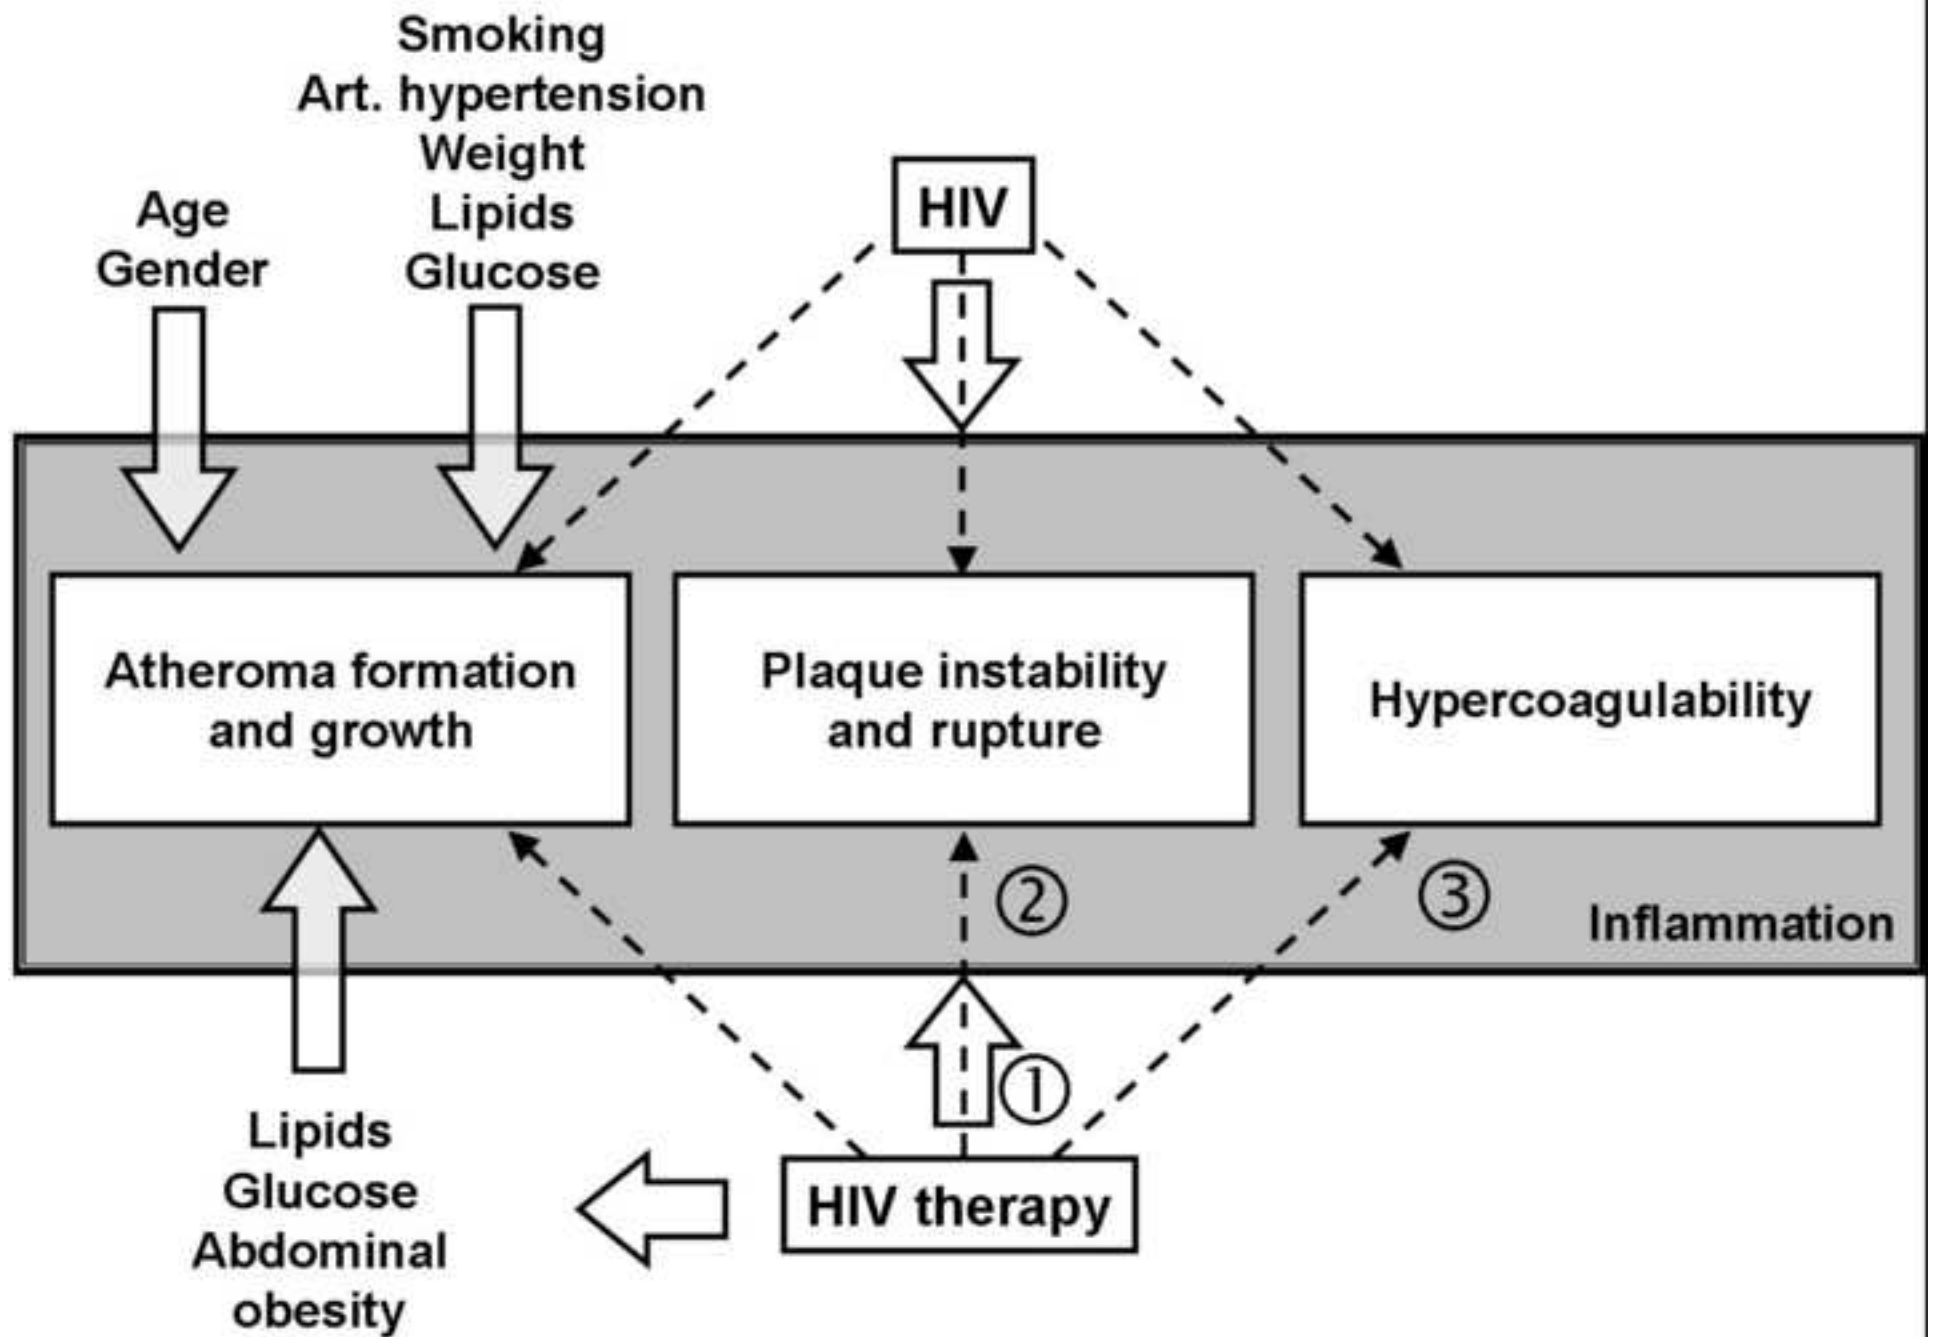 Smoking
Art. hypertension
Weight
Lipids
Glucose
Age
Gender
HIV
Atheroma formation
and growth
Plaque instability
and rupture
Hypercoagulability
②
③
Inflammation
①
Lipids
Glucose
Abdominal
obesity
HIV therapy